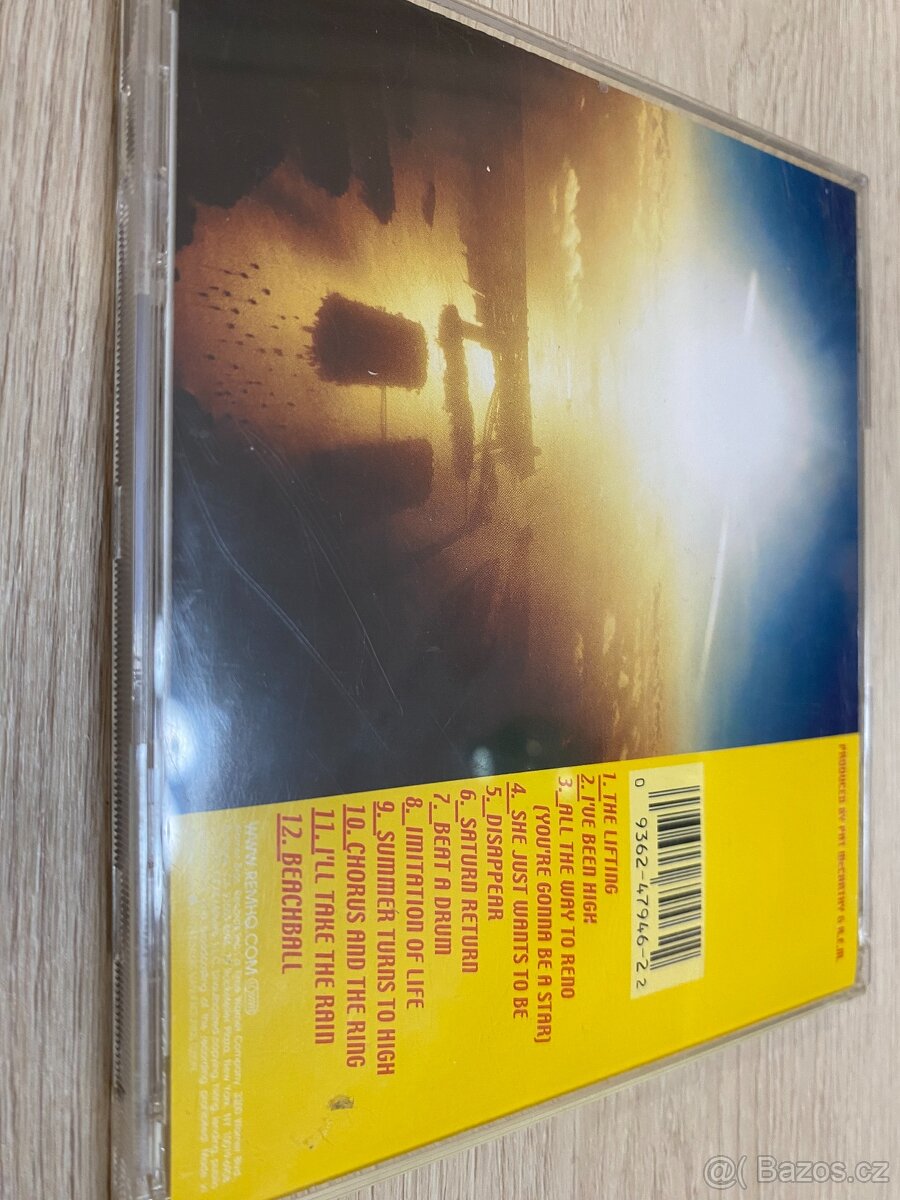 PRODUCED BY PAT McCARTHY & R.E.M.
0 9362-47946-2 2
1. THE LIFTING
2. I'VE BEEN HIGH
3. ALL THE WAY TO RENO
(YOU'RE GONNA BE A STAR)
4. SHE JUST WANTS TO BE
5. DISAPPEAR
6. SATURN RETURN
7. BEAT A DRUM
8. IMITATION OF LIFE
9. SUMMER TURNS TO HIGH
10. CHORUS AND THE RING
11. I'LL TAKE THE RAIN
12. BEACHBALL
WWW.REMHQ.COM
@( Bazos.cz